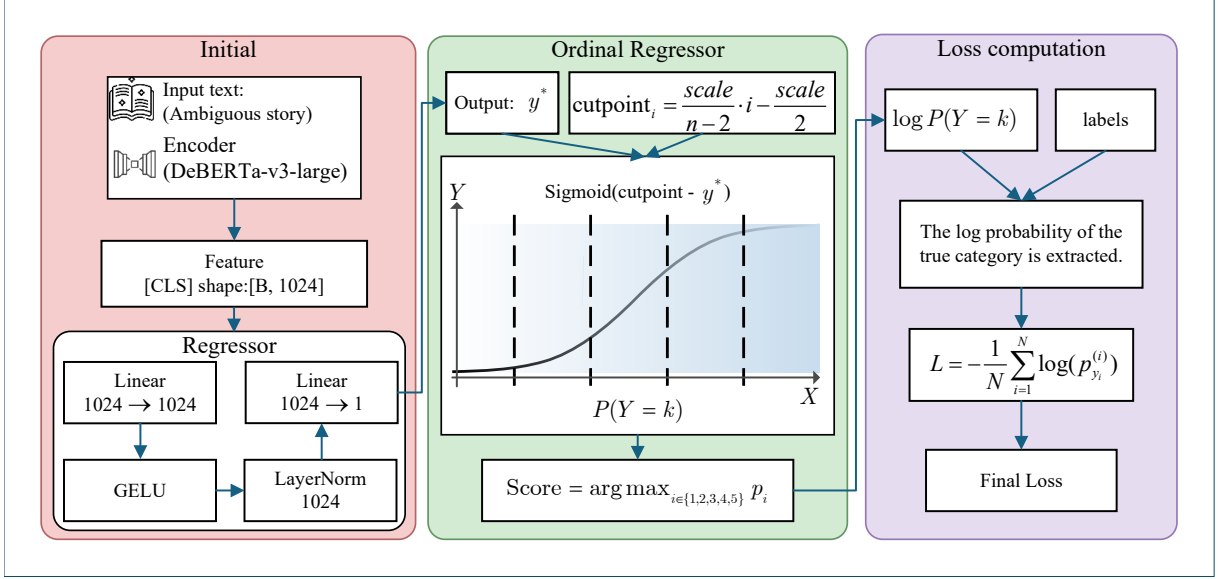 Initial
Input text:
(Ambiguous story)
Encoder
(DeBERTa-v3-large)
Feature
[CLS] shape:[B, 1024]
Regressor
Linear
1024 → 1024
GELU
LayerNorm
1024
Linear
1024 → 1
Ordinal Regressor
Output: y*
cutpoint_i = scale/(n−2) · i − scale/2
Sigmoid(cutpoint - y*)
Y
X
P(Y = k)
Score = arg max_{i∈{1,2,3,4,5}} p_i
Loss computation
log P(Y = k)
labels
The log probability of the
true category is extracted.
L = −1/N ∑_{i=1}^{N} log(p_{y_i}^{(i)})
Final Loss